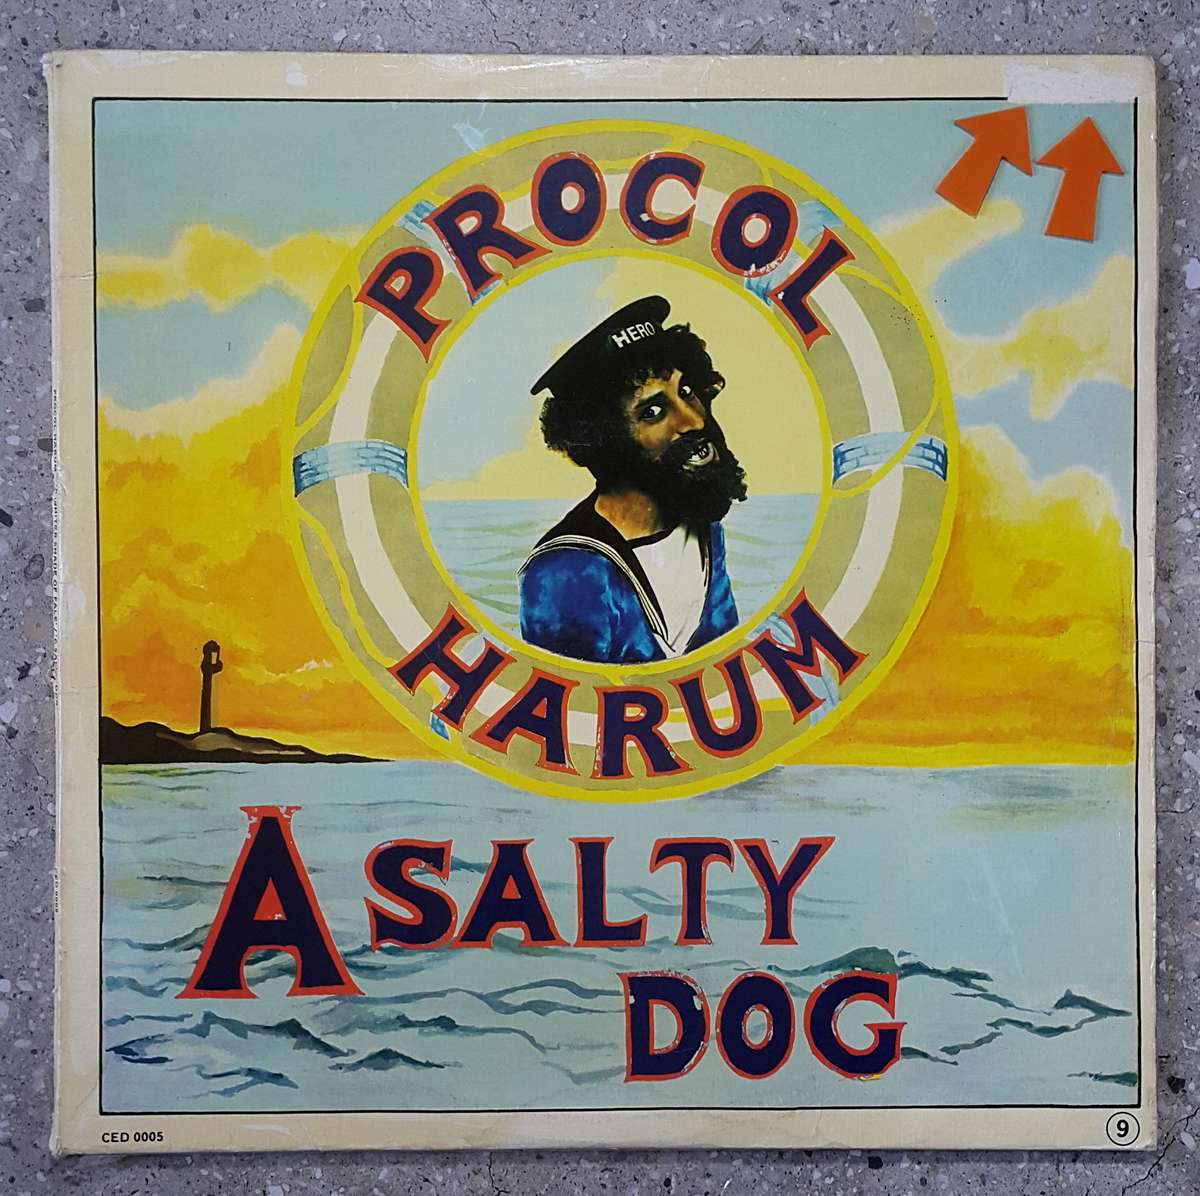 PROCOL
HERO
HARUM
A SALTY
DOG
CED 0005
9